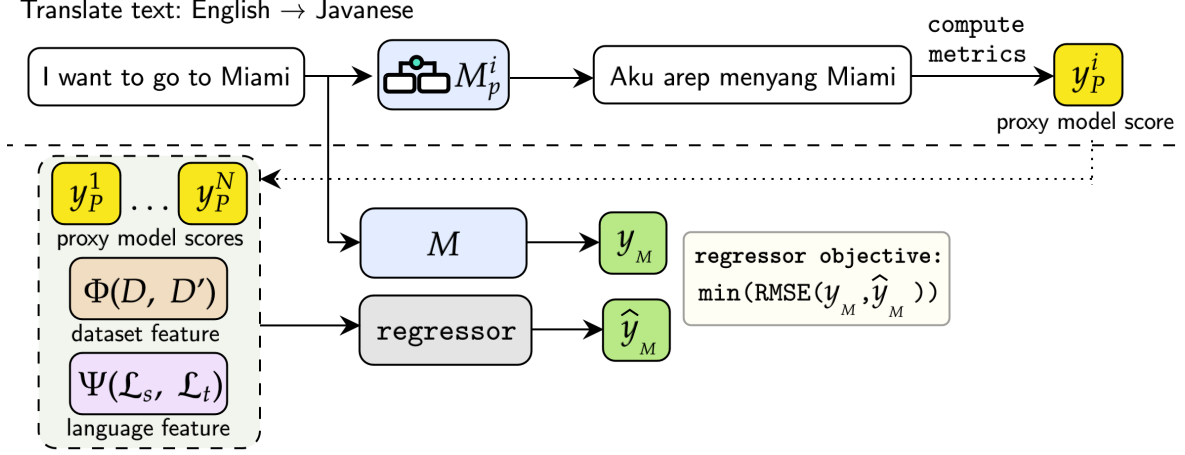 Translate text: English → Javanese
I want to go to Miami
M_p^i
Aku arep menyang Miami
compute
metrics
y_P^i
proxy model score
y_P^1 ... y_P^N
proxy model scores
Φ(D, D′)
dataset feature
Ψ(𝕷_s, 𝕷_t)
language feature
M
y_M
regressor
ŷ_M
regressor objective:
min(RMSE(y_M,ŷ_M))